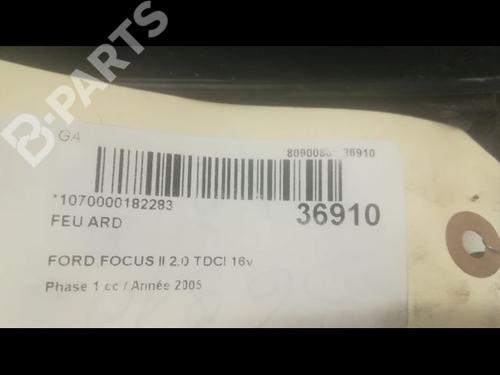 B-PARTS
GA
36910
*1070000182283
36910
FEU ARD
FORD FOCUS II 2.0 TDCI 16v
Phase 1 cc / Année 2005